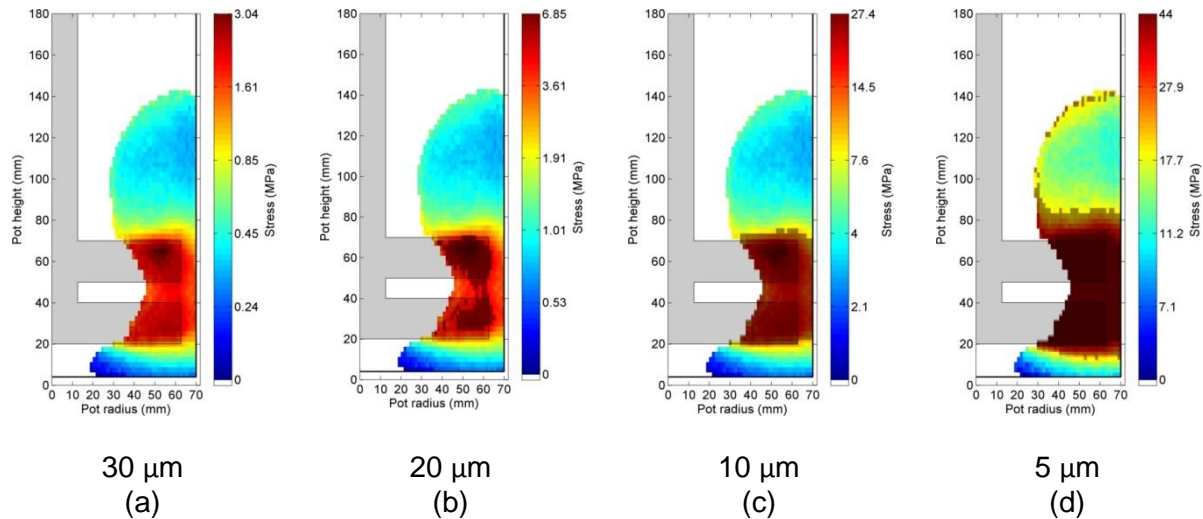 180
160
140
120
100
80
60
40
20
0
Pot height (mm)
0 10 20 30 40 50 60 70
Pot radius (mm)
3.04
1.61
0.85
0.45
0.24
0
Stress (MPa)
180
160
140
120
100
80
60
40
20
0
Pot height (mm)
0 10 20 30 40 50 60 70
Pot radius (mm)
6.85
3.61
1.91
1.01
0.53
0
Stress (MPa)
180
160
140
120
100
80
60
40
20
0
Pot height (mm)
0 10 20 30 40 50 60 70
Pot radius (mm)
27.4
14.5
7.6
4
2.1
0
Stress (MPa)
180
160
140
120
100
80
60
40
20
0
Pot height (mm)
0 10 20 30 40 50 60 70
Pot radius (mm)
44
27.9
17.7
11.2
7.1
0
Stress (MPa)
30 µm
20 µm
10 µm
5 µm
(a)
(b)
(c)
(d)